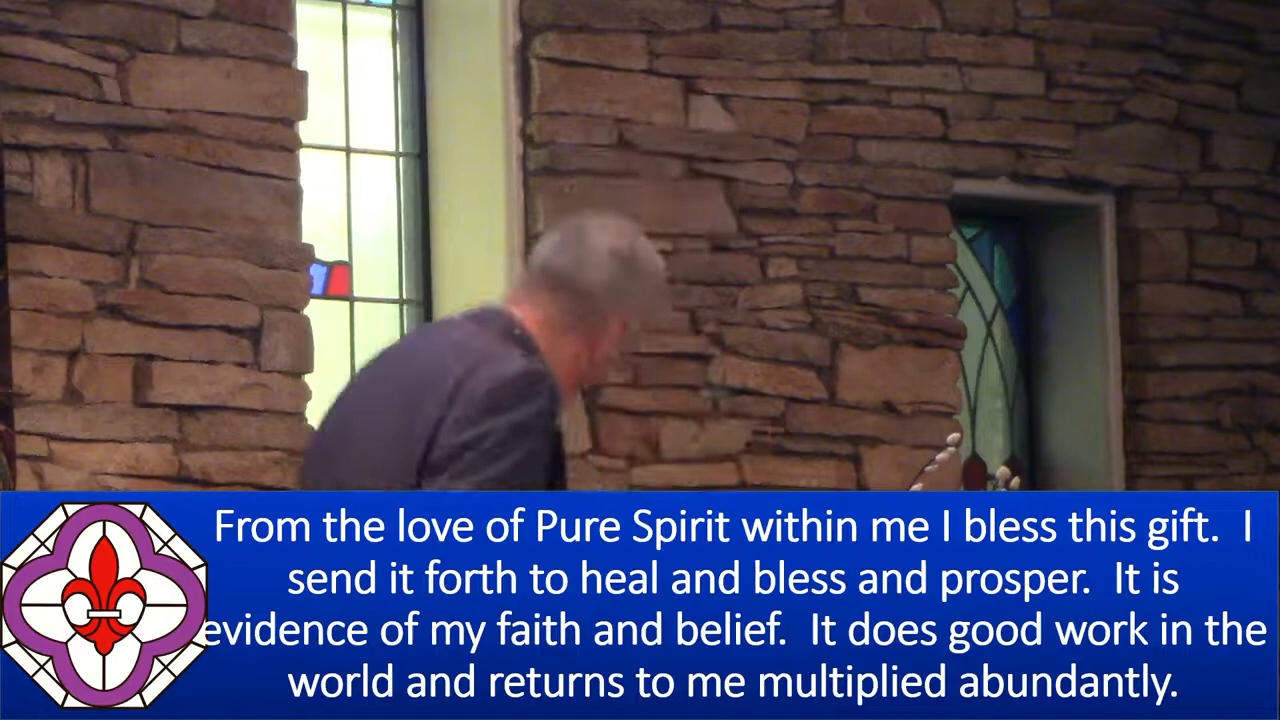 From the love of Pure Spirit within me I bless this gift.  I
send it forth to heal and bless and prosper.  It is
evidence of my faith and belief.  It does good work in the
world and returns to me multiplied abundantly.